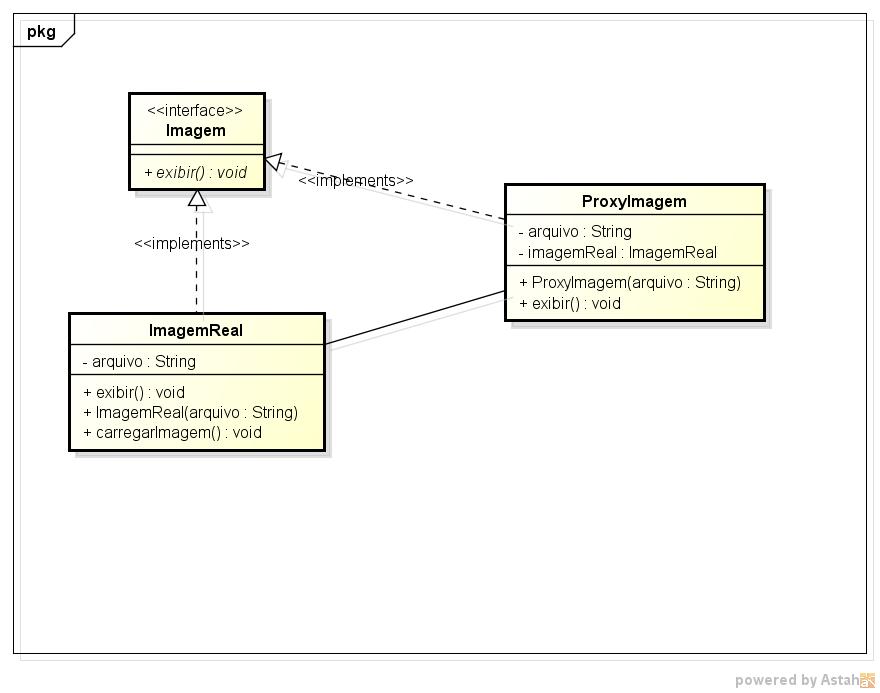 pkg
<<interface>>
Imagem
+ exibir() : void
<<implements>>
<<implements>>
ProxyImagem
- arquivo : String
- imagemReal : ImagemReal
+ ProxyImagem(arquivo : String)
+ exibir() : void
ImagemReal
- arquivo : String
+ exibir() : void
+ ImagemReal(arquivo : String)
+ carregarImagem() : void
powered by Astah